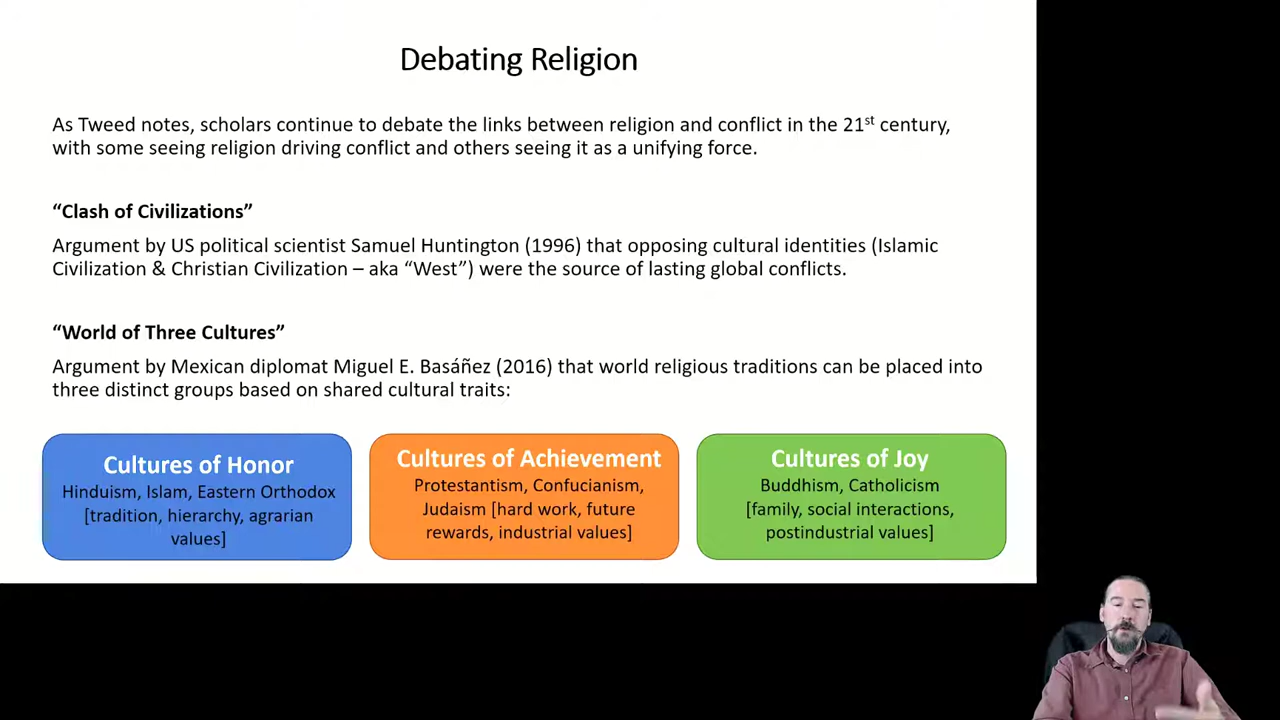 Debating Religion
As Tweed notes, scholars continue to debate the links between religion and conflict in the 21st century,
with some seeing religion driving conflict and others seeing it as a unifying force.
“Clash of Civilizations”
Argument by US political scientist Samuel Huntington (1996) that opposing cultural identities (Islamic
Civilization & Christian Civilization – aka “West”) were the source of lasting global conflicts.
“World of Three Cultures”
Argument by Mexican diplomat Miguel E. Basáñez (2016) that world religious traditions can be placed into
three distinct groups based on shared cultural traits:
Cultures of Honor
Hinduism, Islam, Eastern Orthodox
[tradition, hierarchy, agrarian
values]
Cultures of Achievement
Protestantism, Confucianism,
Judaism [hard work, future
rewards, industrial values]
Cultures of Joy
Buddhism, Catholicism
[family, social interactions,
postindustrial values]